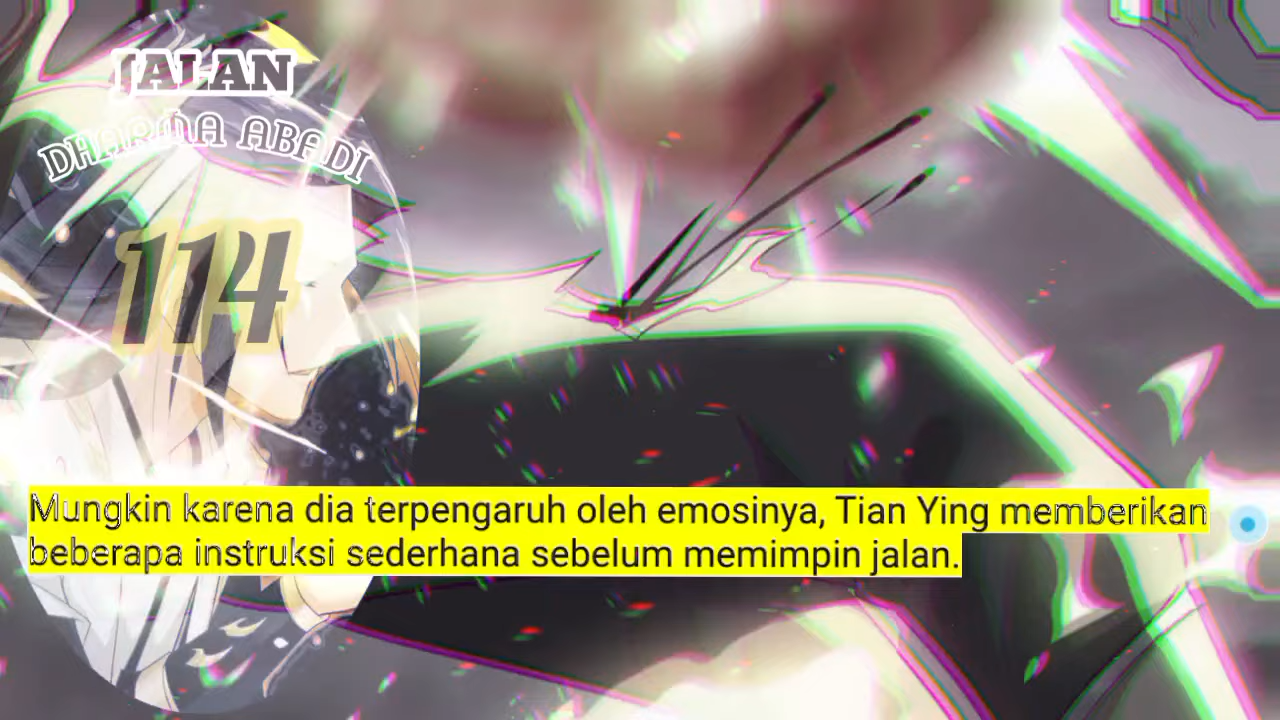 JALAN
DHARMA ABADI
114
Mungkin karena dia terpengaruh oleh emosinya, Tian Ying memberikan
beberapa instruksi sederhana sebelum memimpin jalan.